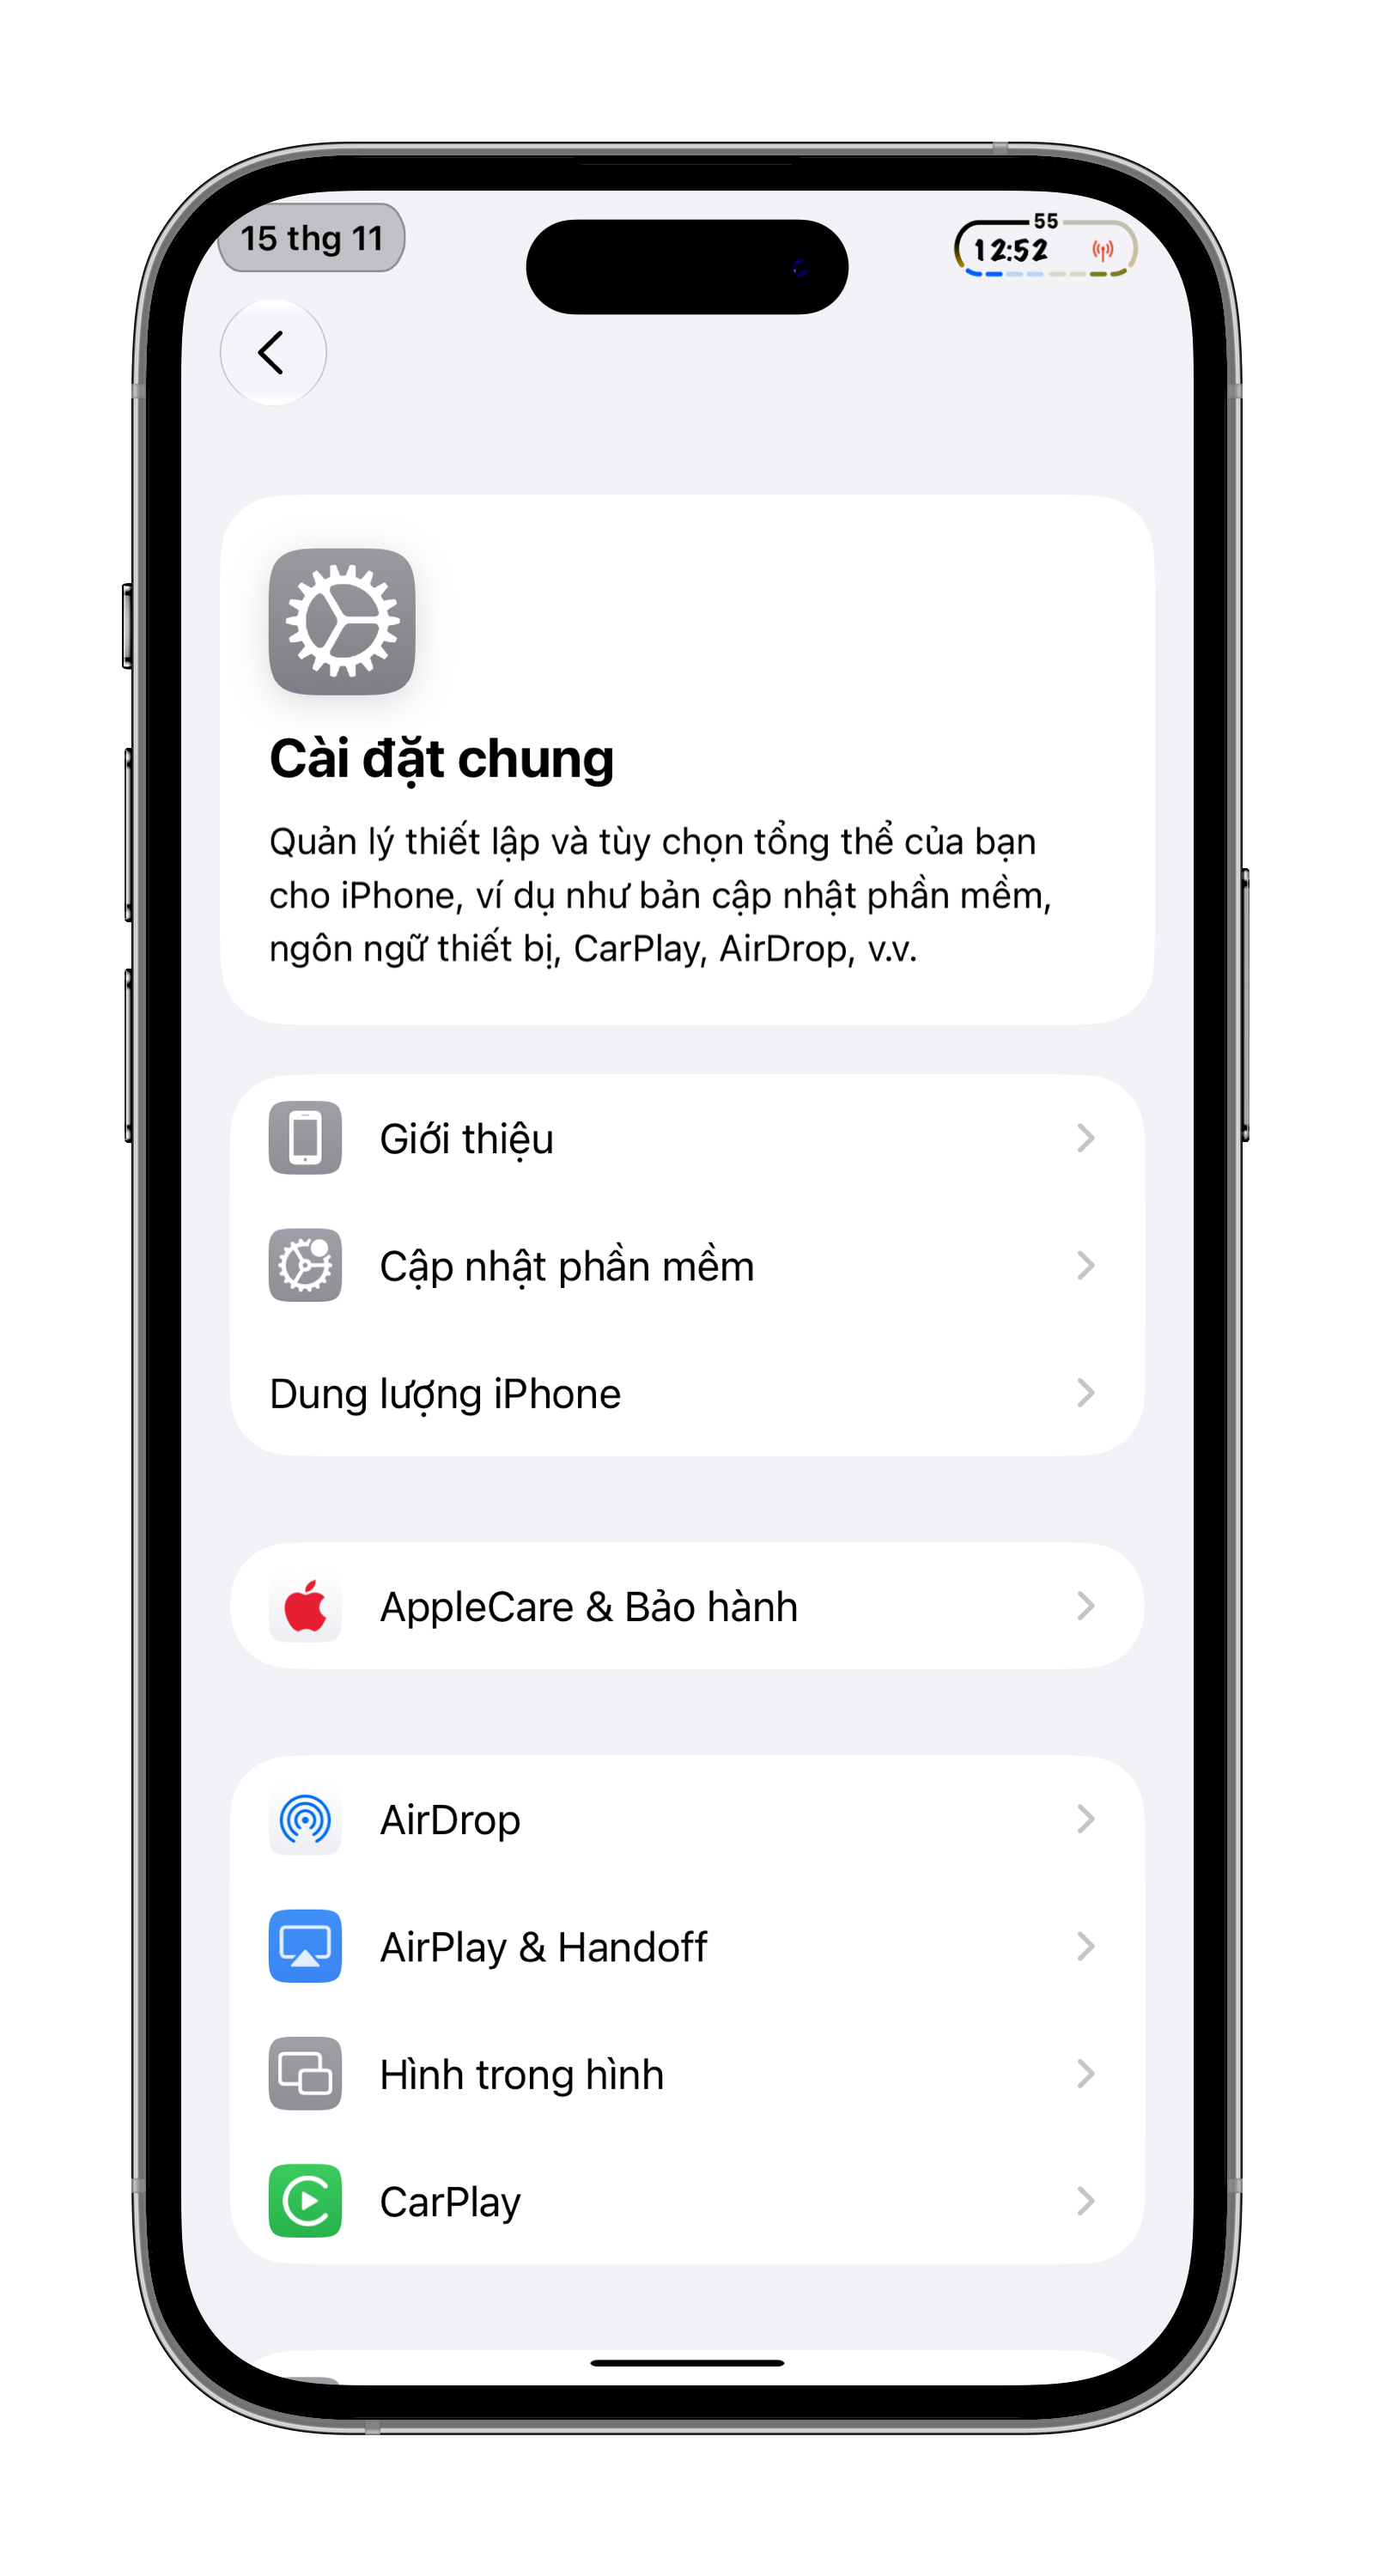 15 thg 11
55
12:52
Cài đặt chung
Quản lý thiết lập và tùy chọn tổng thể của bạn
cho iPhone, ví dụ như bản cập nhật phần mềm,
ngôn ngữ thiết bị, CarPlay, AirDrop, v.v.
Giới thiệu
Cập nhật phần mềm
Dung lượng iPhone
AppleCare & Bảo hành
AirDrop
AirPlay & Handoff
Hình trong hình
CarPlay